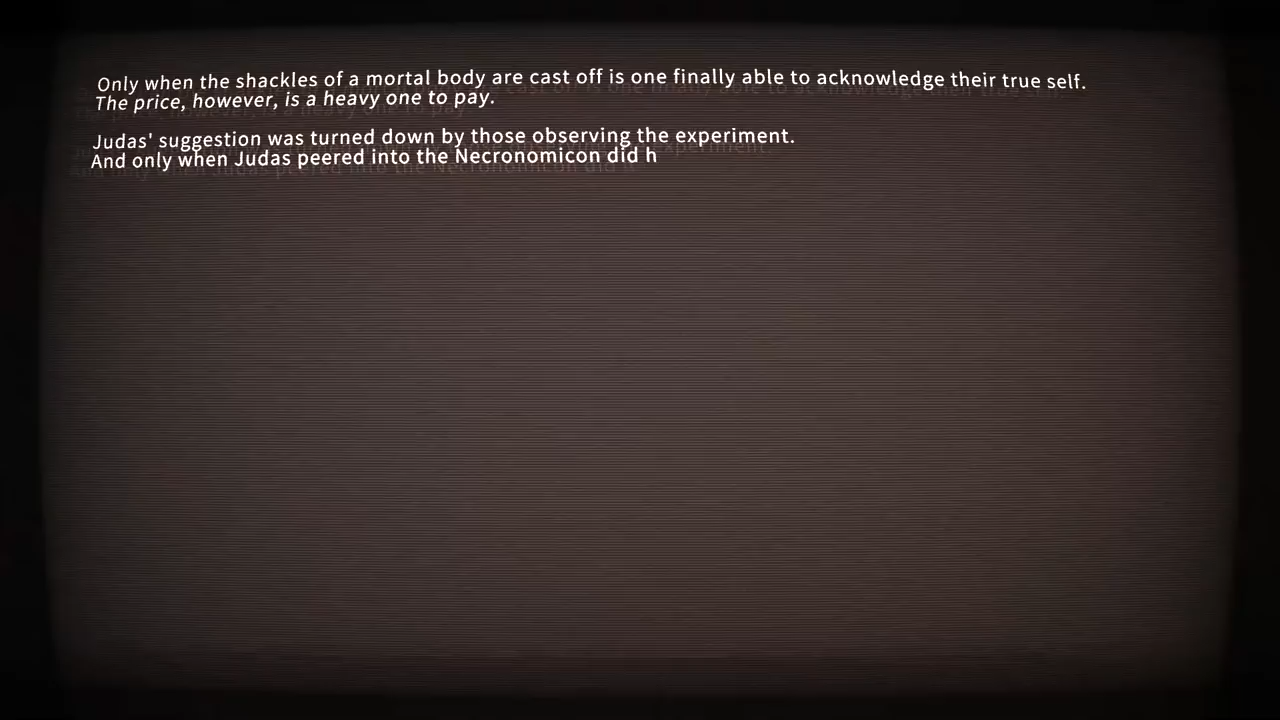 Only when the shackles of a mortal body are cast off is one finally able to acknowledge their true self.
The price, however, is a heavy one to pay.
Judas' suggestion was turned down by those observing the experiment.
And only when Judas peered into the Necronomicon did h